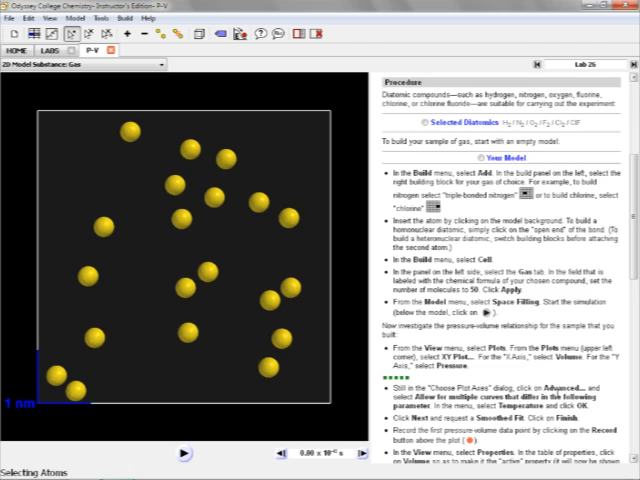 Odyssey College Chemistry- Instructor's Edition- P-V
File Edit View Model Tools Build Help
HOME LABS P-V
2D Model Substance: Gas
Lab 26
1 nm
0.00 x 10 s
Selecting Atoms
Procedure
Diatomic compounds—such as hydrogen, nitrogen, oxygen, fluorine,
chlorine, or chlorine fluoride—are suitable for carrying out the experiment:
Selected Diatomics H2 / N2 / O2 / F2 / Cl2 / ClF
To build your sample of gas, start with an empty model.
Your Model
In the Build menu, select Add. In the build panel on the left, select the
right building block for your gas of choice. For example, to build
nitrogen select "triple-bonded nitrogen" or to build chlorine, select
"chlorine"
Insert the atom by clicking on the model background. To build a
homonuclear diatomic, simply click on the "open end" of the bond. (To
build a heteronuclear diatomic, switch building blocks before attaching
the second atom.)
In the Build menu, select Cell.
In the panel on the left side, select the Gas tab. In the field that is
labeled with the chemical formula of your chosen compound, set the
number of molecules to 50. Click Apply.
From the Model menu, select Space Filling. Start the simulation
(below the model, click on ).
Now investigate the pressure-volume relationship for the sample that you
built:
From the View menu, select Plots. From the Plots menu (upper left
corner), select XY Plot... For the "X Axis," select Volume. For the "Y
Axis," select Pressure.
Still in the "Choose Plot Axes" dialog, click on Advanced... and
select Allow for multiple curves that differ in the following
parameter. In the menu, select Temperature and click OK.
Click Next and request a Smoothed Fit. Click on Finish.
Record the first pressure-volume data point by clicking on the Record
button above the plot ( ).
In the View menu, select Properties. In the table of properties, click
on Volume so as to make it the "active" property (it will now be shown